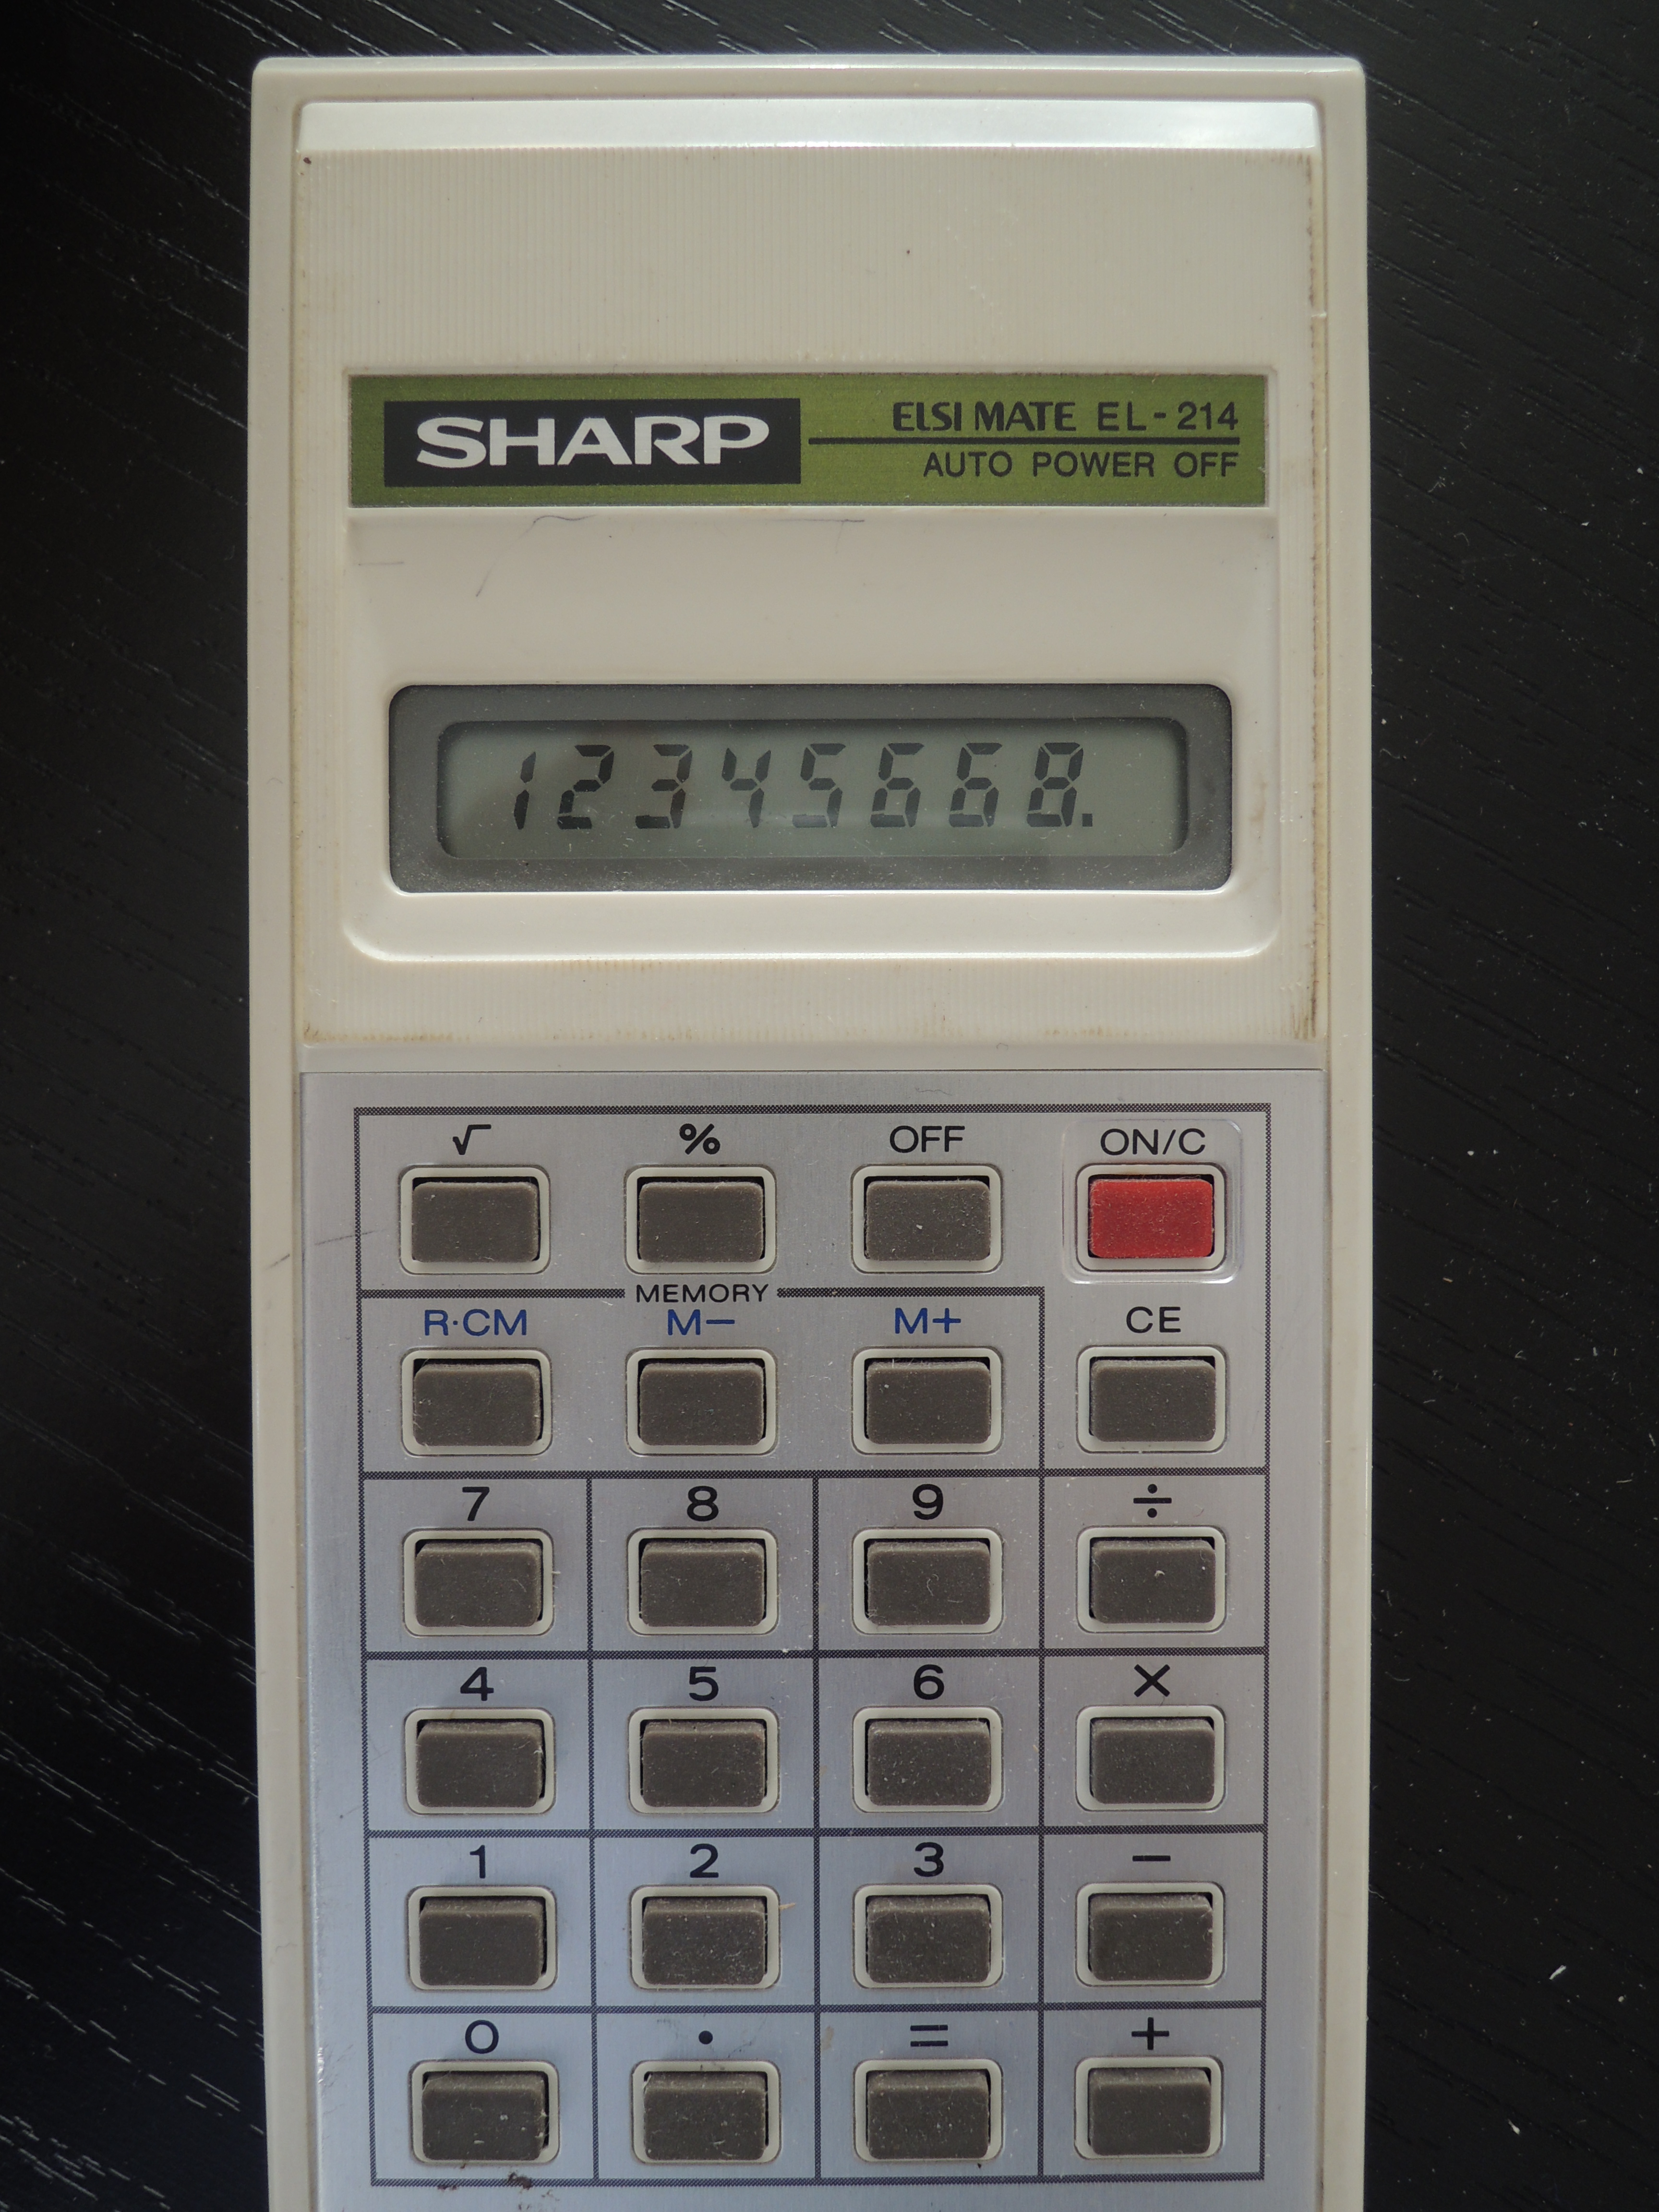 SHARP
ELSI MATE EL-214
AUTO POWER OFF
12345668.
√ % OFF ON/C
MEMORY
R·CM M− M+ CE
7 8 9 ÷
4 5 6 ×
1 2 3 −
0 · = +